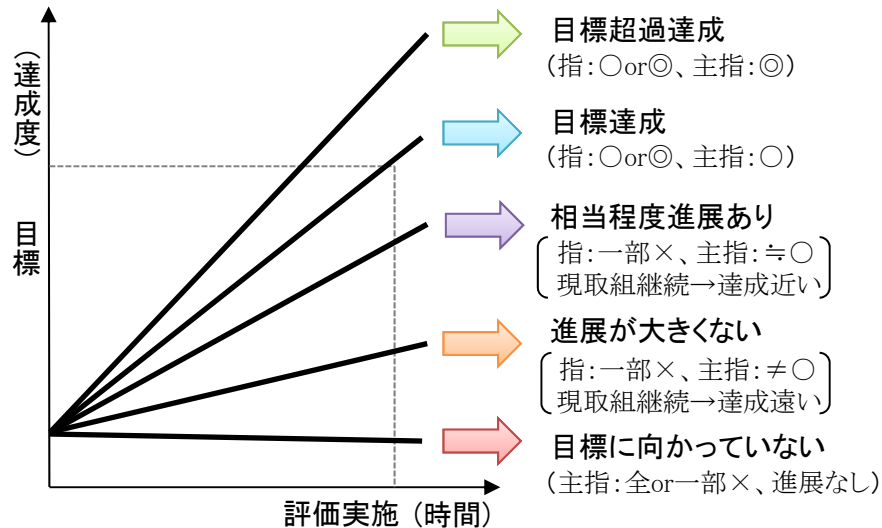 (達成度)
目標
目標超過達成
(指:○or◎、主指:◎)
目標達成
(指:○or◎、主指:○)
相当程度進展あり
指:一部×、主指:≒○
現取組継続→達成近い
進展が大きくない
指:一部×、主指:≠○
現取組継続→達成遠い
目標に向かっていない
(主指:全or一部×、進展なし)
評価実施 (時間)